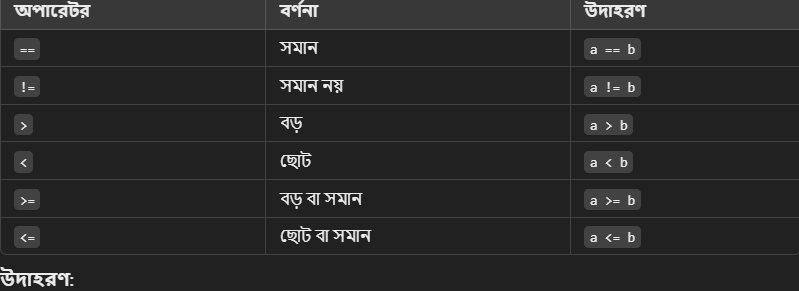 অপারেটর বর্ণনা উদাহরণ
== সমান a == b
!= সমান নয় a != b
> বড় a > b
< ছোট a < b
>= বড় বা সমান a >= b
<= ছোট বা সমান a <= b
উদাহরণ: